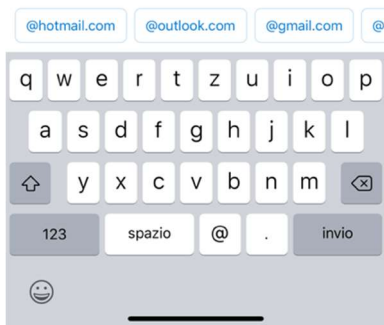 @hotmail.com @outlook.com @gmail.com @
q w e r t z u i o p
a s d f g h j k l
y x c v b n m
123 spazio @ . invio